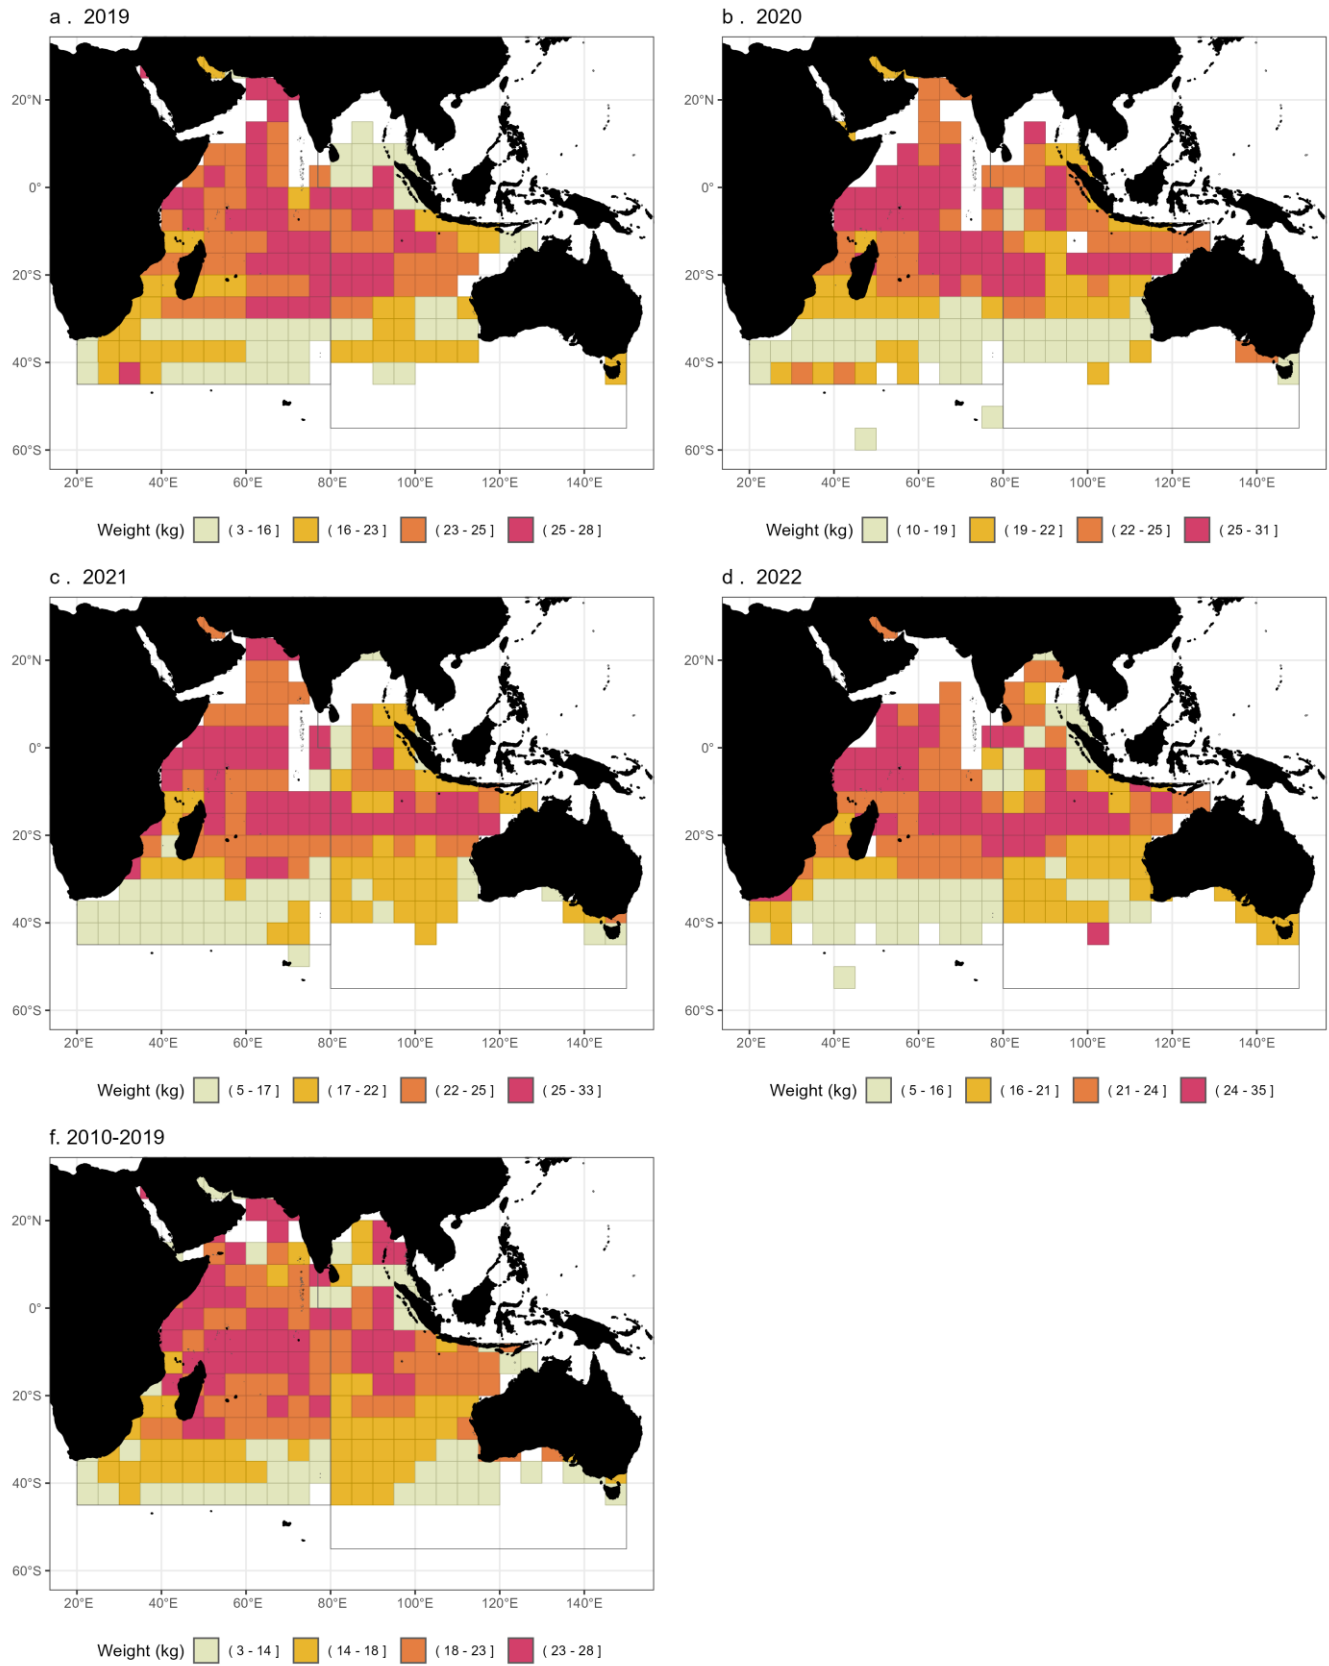 a . 2019
b . 2020
20°N
0°
20°S
40°S
60°S
20°E 40°E 60°E 80°E 100°E 120°E 140°E
20°N
0°
20°S
40°S
60°S
20°E 40°E 60°E 80°E 100°E 120°E 140°E
Weight (kg) ( 3 - 16 ] ( 16 - 23 ] ( 23 - 25 ] ( 25 - 28 ]
Weight (kg) ( 10 - 19 ] ( 19 - 22 ] ( 22 - 25 ] ( 25 - 31 ]
c . 2021
d . 2022
20°N
0°
20°S
40°S
60°S
20°E 40°E 60°E 80°E 100°E 120°E 140°E
20°N
0°
20°S
40°S
60°S
20°E 40°E 60°E 80°E 100°E 120°E 140°E
Weight (kg) ( 5 - 17 ] ( 17 - 22 ] ( 22 - 25 ] ( 25 - 33 ]
Weight (kg) ( 5 - 16 ] ( 16 - 21 ] ( 21 - 24 ] ( 24 - 35 ]
f. 2010-2019
20°N
0°
20°S
40°S
60°S
20°E 40°E 60°E 80°E 100°E 120°E 140°E
Weight (kg) ( 3 - 14 ] ( 14 - 18 ] ( 18 - 23 ] ( 23 - 28 ]